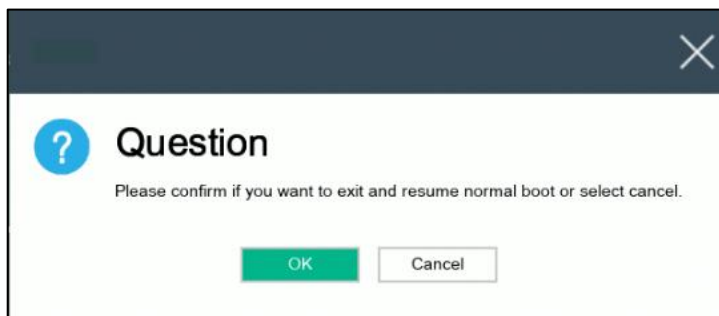 ?
Question
Please confirm if you want to exit and resume normal boot or select cancel.
OK
Cancel